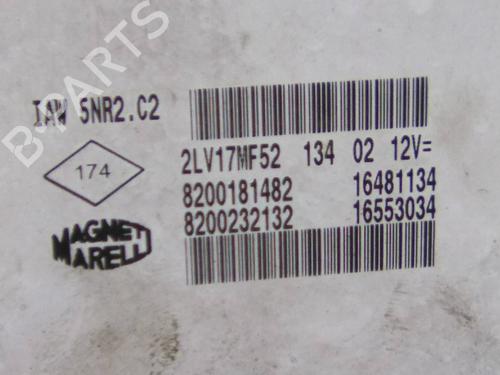 B-PARTS
IAW 5NR2.C2
174
2LV17MF52 134 02 12V=
8200181482 16481134
8200232132 16553034
MAGNETI
MARELLI